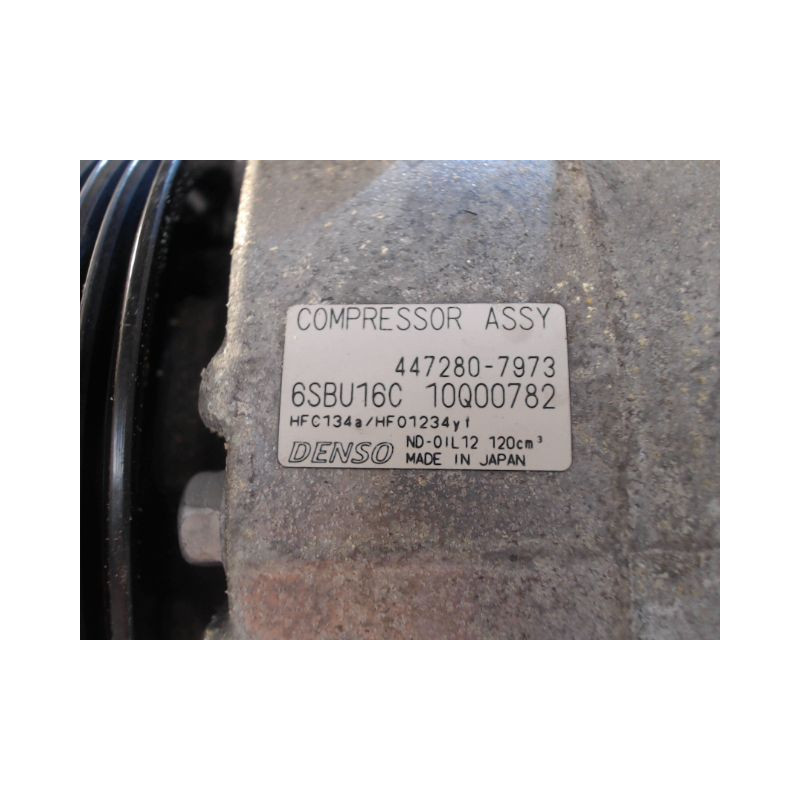 COMPRESSOR ASSY
447280-7973
6SBU16C 10Q00782
HFC134a/HFO1234yf
DENSO ND-OIL12 120cm³
MADE IN JAPAN